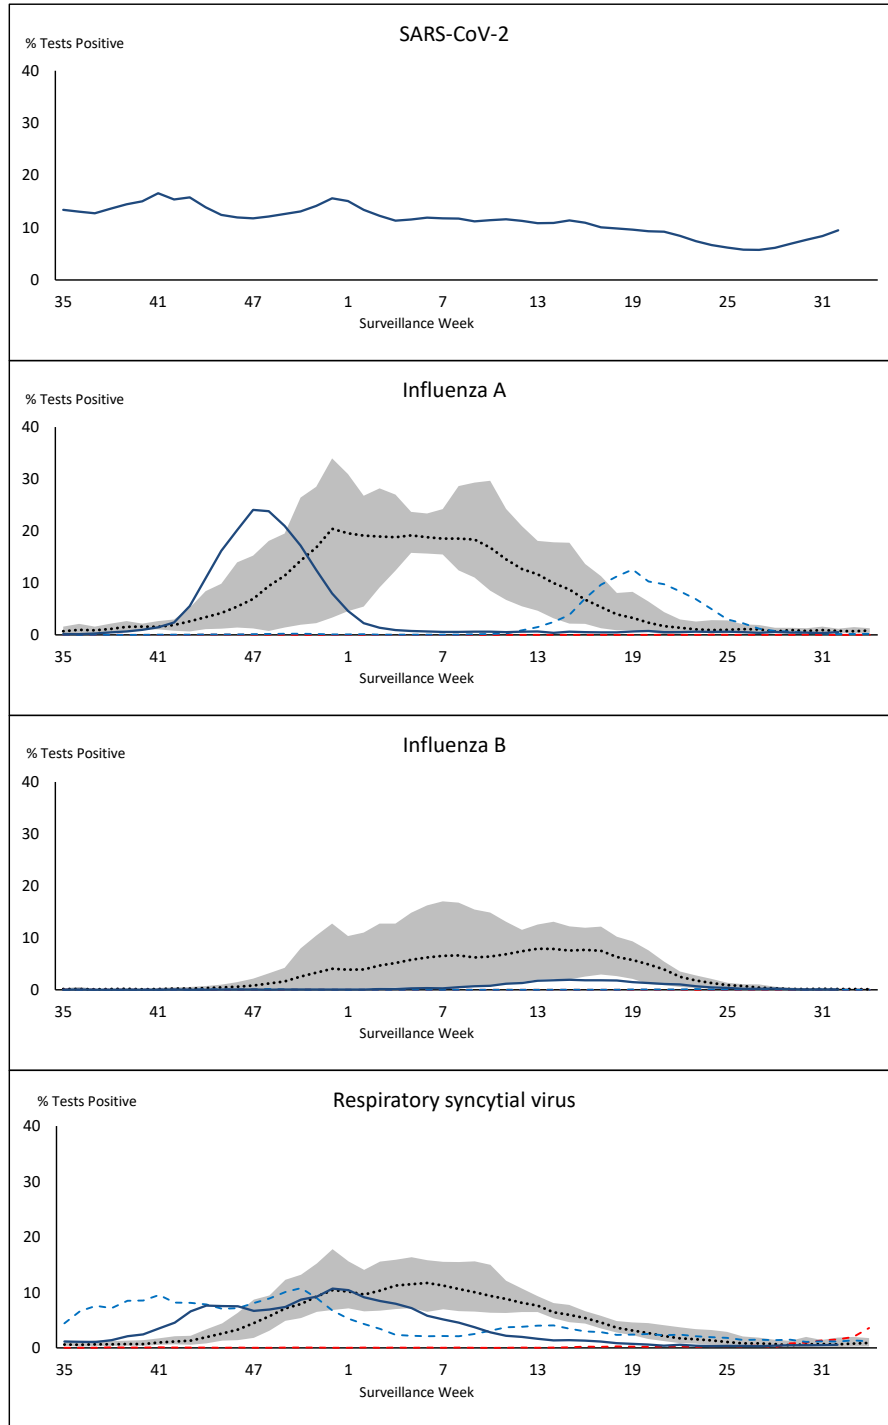 SARS-CoV-2
% Tests Positive
40
30
20
10
0
35 41 47 1 7 13 19 25 31
Surveillance Week
Influenza A
% Tests Positive
40
30
20
10
0
35 41 47 1 7 13 19 25 31
Surveillance Week
Influenza B
% Tests Positive
40
30
20
10
0
35 41 47 1 7 13 19 25 31
Surveillance Week
Respiratory syncytial virus
% Tests Positive
40
30
20
10
0
35 41 47 1 7 13 19 25 31
Surveillance Week